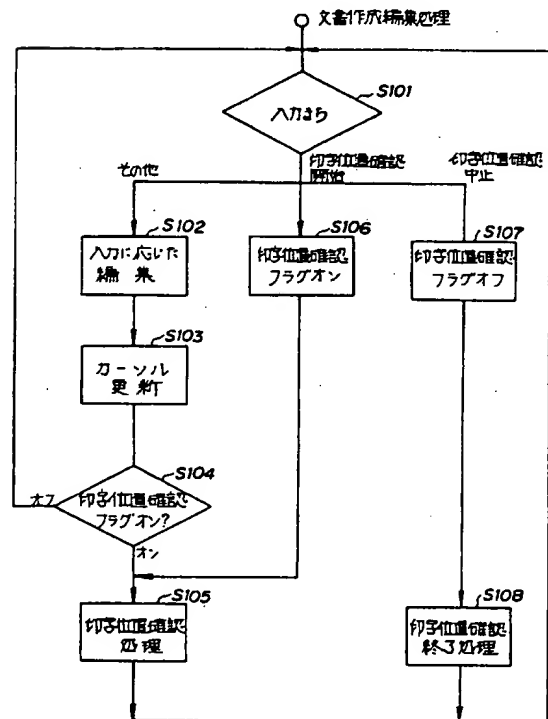 文書作成編集処理
S101
入力まち
その他
印字位置確認
開始
印字位置確認
中止
S102
入力に応じた
編集
S106
印字位置確認
フラグオン
S107
印字位置確認
フラグオフ
S103
カーソル
更新
S104
印字位置確認
フラグオン?
オフ
オン
S105
印字位置確認
処理
S108
印字位置確認
終了処理